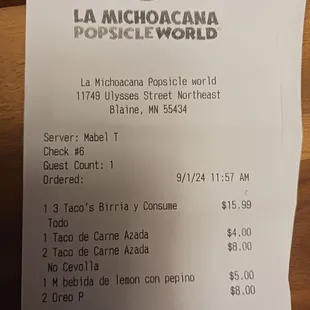 LA MICHOACANA
POPSICLE WORLD
La Michoacana Popsicle world
11749 Ulysses Street Northeast
Blaine, MN 55434
Server: Mabel T
Check #6
Guest Count: 1
Ordered: 9/1/24 11:57 AM
1 3 Taco's Birria y Consume $15.99
Todo
1 Taco de Carne Azada $4.00
2 Taco de Carne Azada $8.00
No Cevolla
1 M bebida de lemon con pepino $5.00
2 Oreo P $8.00